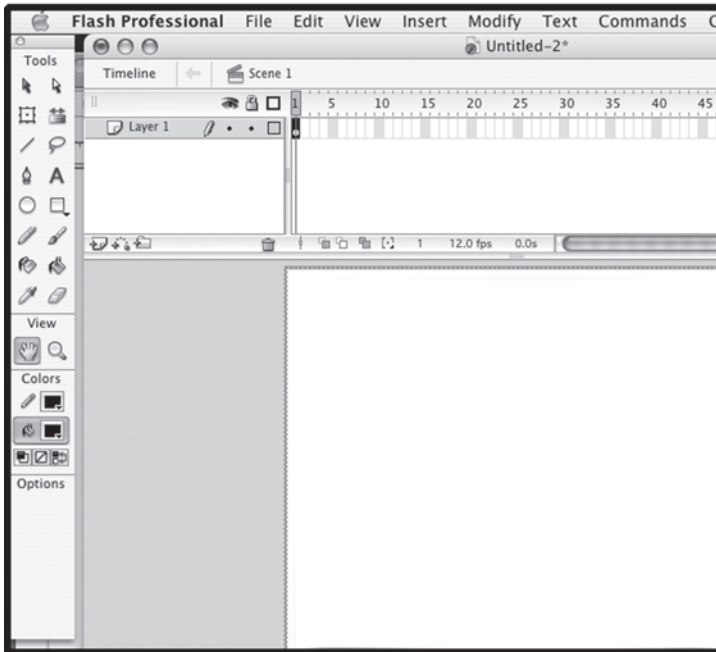 Flash Professional File Edit View Insert Modify Text Commands
Untitled-2*
Tools
Timeline Scene 1
1 5 10 15 20 25 30 35 40 45
Layer 1
A
1 12.0 fps 0.0s
View
Colors
Options